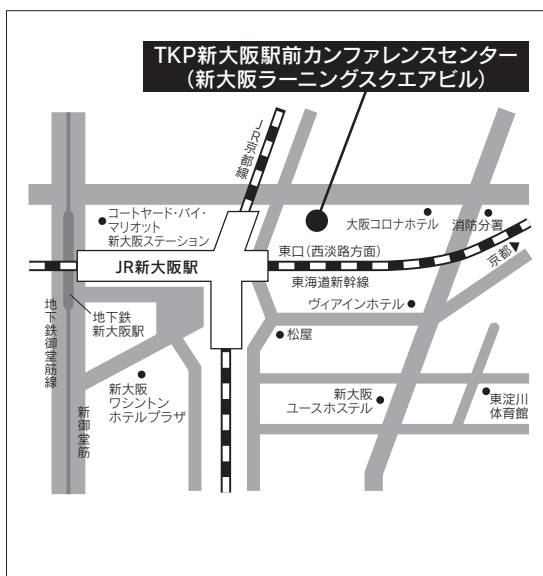 TKP新大阪駅前カンファレンスセンター
（新大阪ラーニングスクエアビル）
JR京都線
コートヤード・バイ・
マリオット
新大阪ステーション
大阪コロナホテル
消防分署
JR新大阪駅
東口（西淡路方面）
東海道新幹線
京都
地下鉄
新大阪駅
ヴィアインホテル
松屋
地下鉄御堂筋線
新御堂筋
新大阪
ワシントン
ホテルプラザ
新大阪
ユースホステル
東淀川
体育館